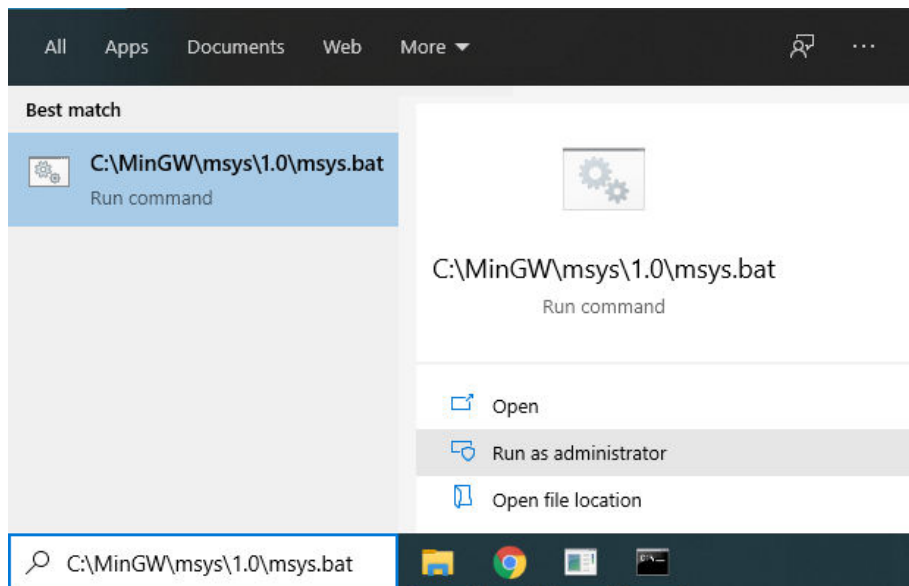 All Apps Documents Web More
Best match
C:\MinGW\msys\1.0\msys.bat
Run command
C:\MinGW\msys\1.0\msys.bat
Run command
Open
Run as administrator
Open file location
C:\MinGW\msys\1.0\msys.bat